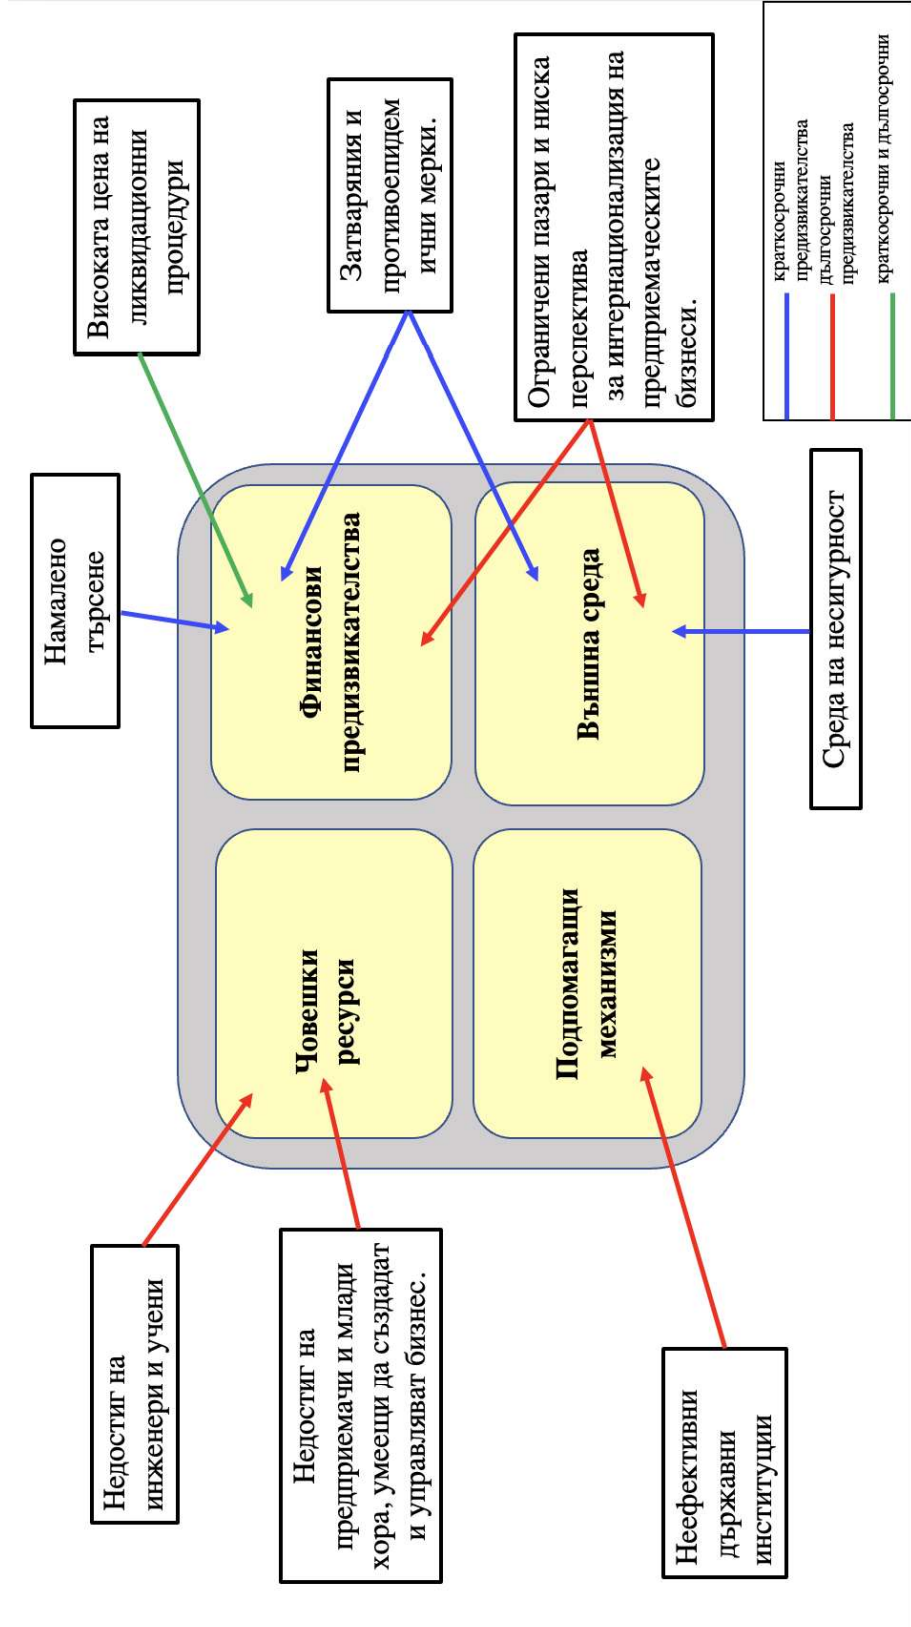 Недостиг на
инженери и учени
Намалено
търсене
Високата цена на
ликвидационни
процедури
Недостиг на
предприемачи и млади
хора, умеещи да създадат
и управляват бизнес.
Човешки
ресурси
Финансови
предизвикателства
Затваряния и
противоепидем
ични мерки.
Подпомагащи
механизми
Външна среда
Ограничени пазари и ниска
перспектива
за интернационализация на
предприемаческите
бизнеси.
Неефективни
държавни
институции
Среда на несигурност
краткосрочни
предизвикателства
дългосрочни
предизвикателства
краткосрочни и дългосрочни